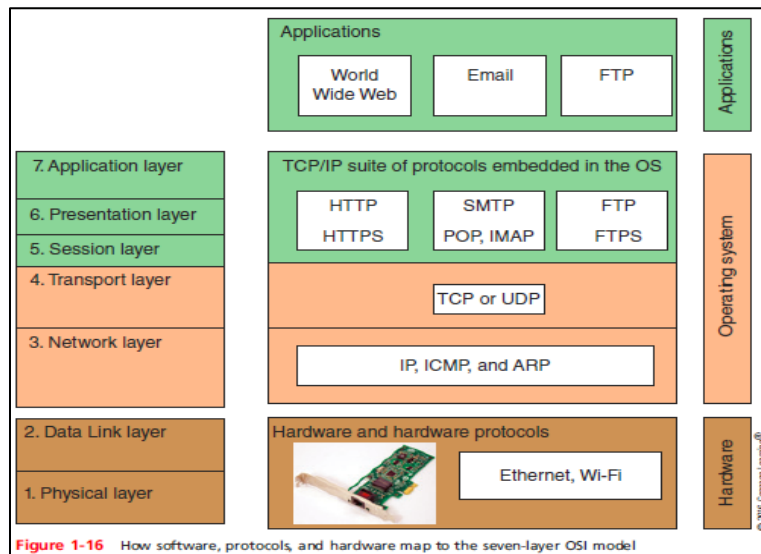 Applications
World
Wide Web
Email
FTP
Applications
7. Application layer
6. Presentation layer
5. Session layer
4. Transport layer
3. Network layer
2. Data Link layer
1. Physical layer
TCP/IP suite of protocols embedded in the OS
HTTP
HTTPS
SMTP
POP, IMAP
FTP
FTPS
TCP or UDP
IP, ICMP, and ARP
Operating system
Hardware and hardware protocols
Ethernet, Wi-Fi
Hardware
Figure 1-16 How software, protocols, and hardware map to the seven-layer OSI model